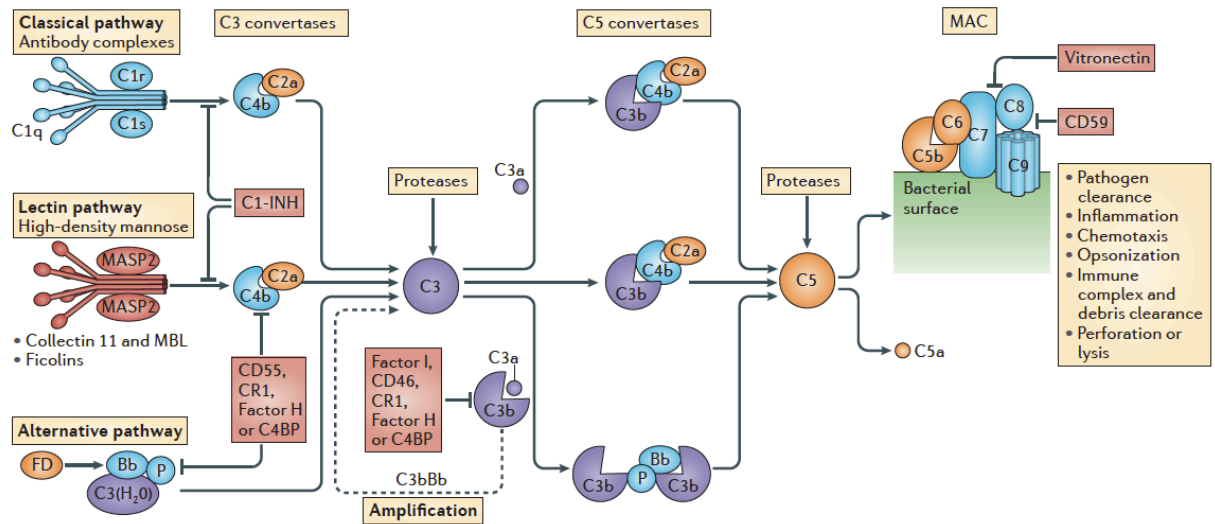 Classical pathway
Antibody complexes
C1r
C1s
C1q
C3 convertases
C2a
C4b
C5 convertases
C2a
C4b
C3b
MAC
Vitronectin
C8
C6
C7
CD59
C5b
C9
Bacterial
surface
• Pathogen
clearance
• Inflammation
• Chemotaxis
• Opsonization
• Immune
complex and
debris clearance
• Perforation or
lysis
C1-INH
Proteases
C3a
Proteases
Lectin pathway
High-density mannose
MASP2
MASP2
• Collectin 11 and MBL
• Ficolins
C2a
C4b
C3
C2a
C4b
C3b
C5
C5a
CD55,
CR1,
Factor H
or C4BP
Factor I,
CD46,
CR1,
Factor H
or C4BP
C3a
C3b
Alternative pathway
FD
Bb
P
C3(H20)
C3bBb
Amplification
C3b
Bb
P
C3b